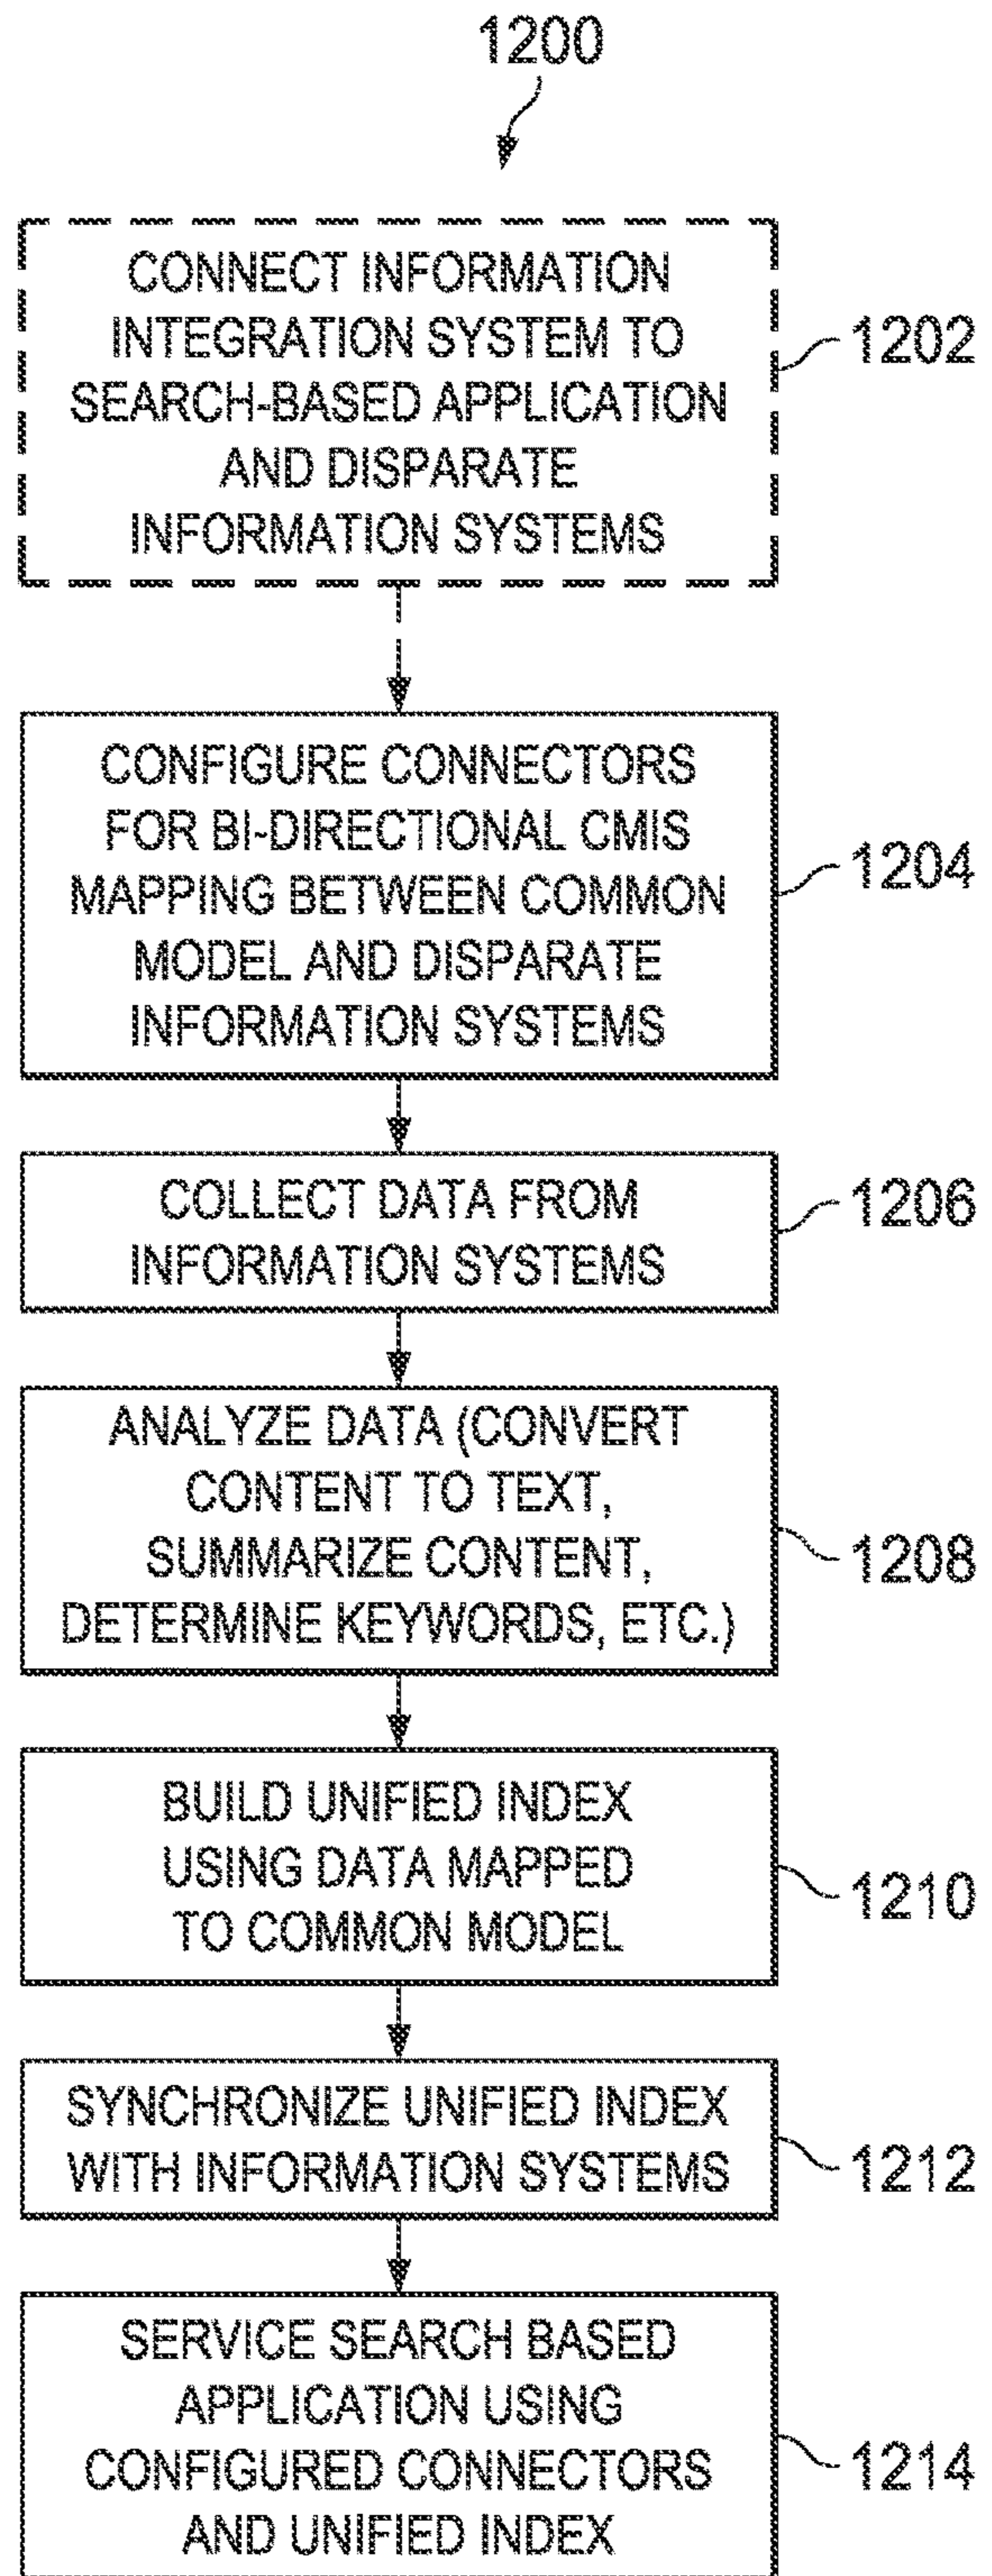 1200
CONNECT INFORMATION
INTEGRATION SYSTEM TO
SEARCH-BASED APPLICATION
AND DISPARATE
INFORMATION SYSTEMS
1202
CONFIGURE CONNECTORS
FOR BI-DIRECTIONAL CMIS
MAPPING BETWEEN COMMON
MODEL AND DISPARATE
INFORMATION SYSTEMS
1204
COLLECT DATA FROM
INFORMATION SYSTEMS
1206
ANALYZE DATA (CONVERT
CONTENT TO TEXT,
SUMMARIZE CONTENT,
DETERMINE KEYWORDS, ETC.)
1208
BUILD UNIFIED INDEX
USING DATA MAPPED
TO COMMON MODEL
1210
SYNCHRONIZE UNIFIED INDEX
WITH INFORMATION SYSTEMS
1212
SERVICE SEARCH BASED
APPLICATION USING
CONFIGURED CONNECTORS
AND UNIFIED INDEX
1214